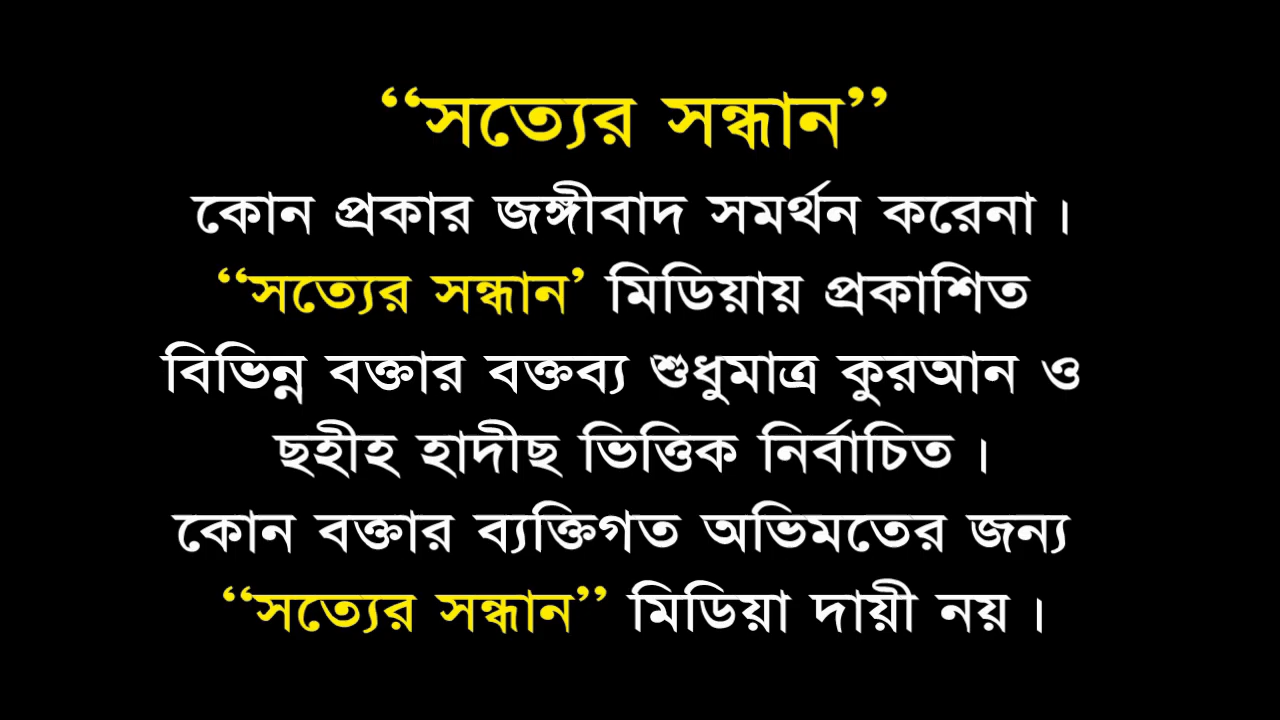 ‘‘সত্যের সন্ধান’’
কোন প্রকার জঙ্গীবাদ সমর্থন করেনা।
‘‘সত্যের সন্ধান’ মিডিয়ায় প্রকাশিত
বিভিন্ন বক্তার বক্তব্য শুধুমাত্র কুরআন ও
ছহীহ হাদীছ ভিত্তিক নির্বাচিত।
কোন বক্তার ব্যক্তিগত অভিমতের জন্য
‘‘সত্যের সন্ধান’’ মিডিয়া দায়ী নয়।